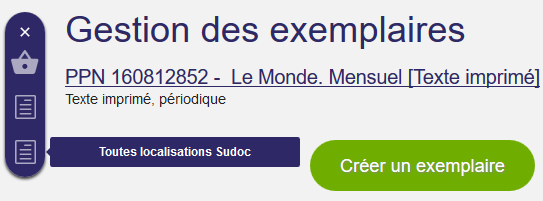 Gestion des exemplaires
PPN 160812852 - Le Monde. Mensuel [Texte imprimé]
Texte imprimé, périodique
Toutes localisations Sudoc
Créer un exemplaire